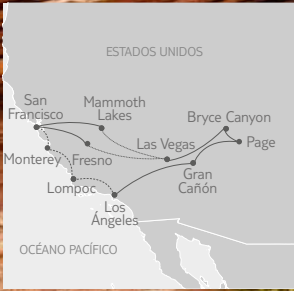 ESTADOS UNIDOS
San
Francisco
Mammoth
Lakes
Bryce Canyon
Las Vegas
Page
Monterey
Fresno
Gran
Cañón
Lompoc
Los
Ángeles
OCÉANO PACÍFICO